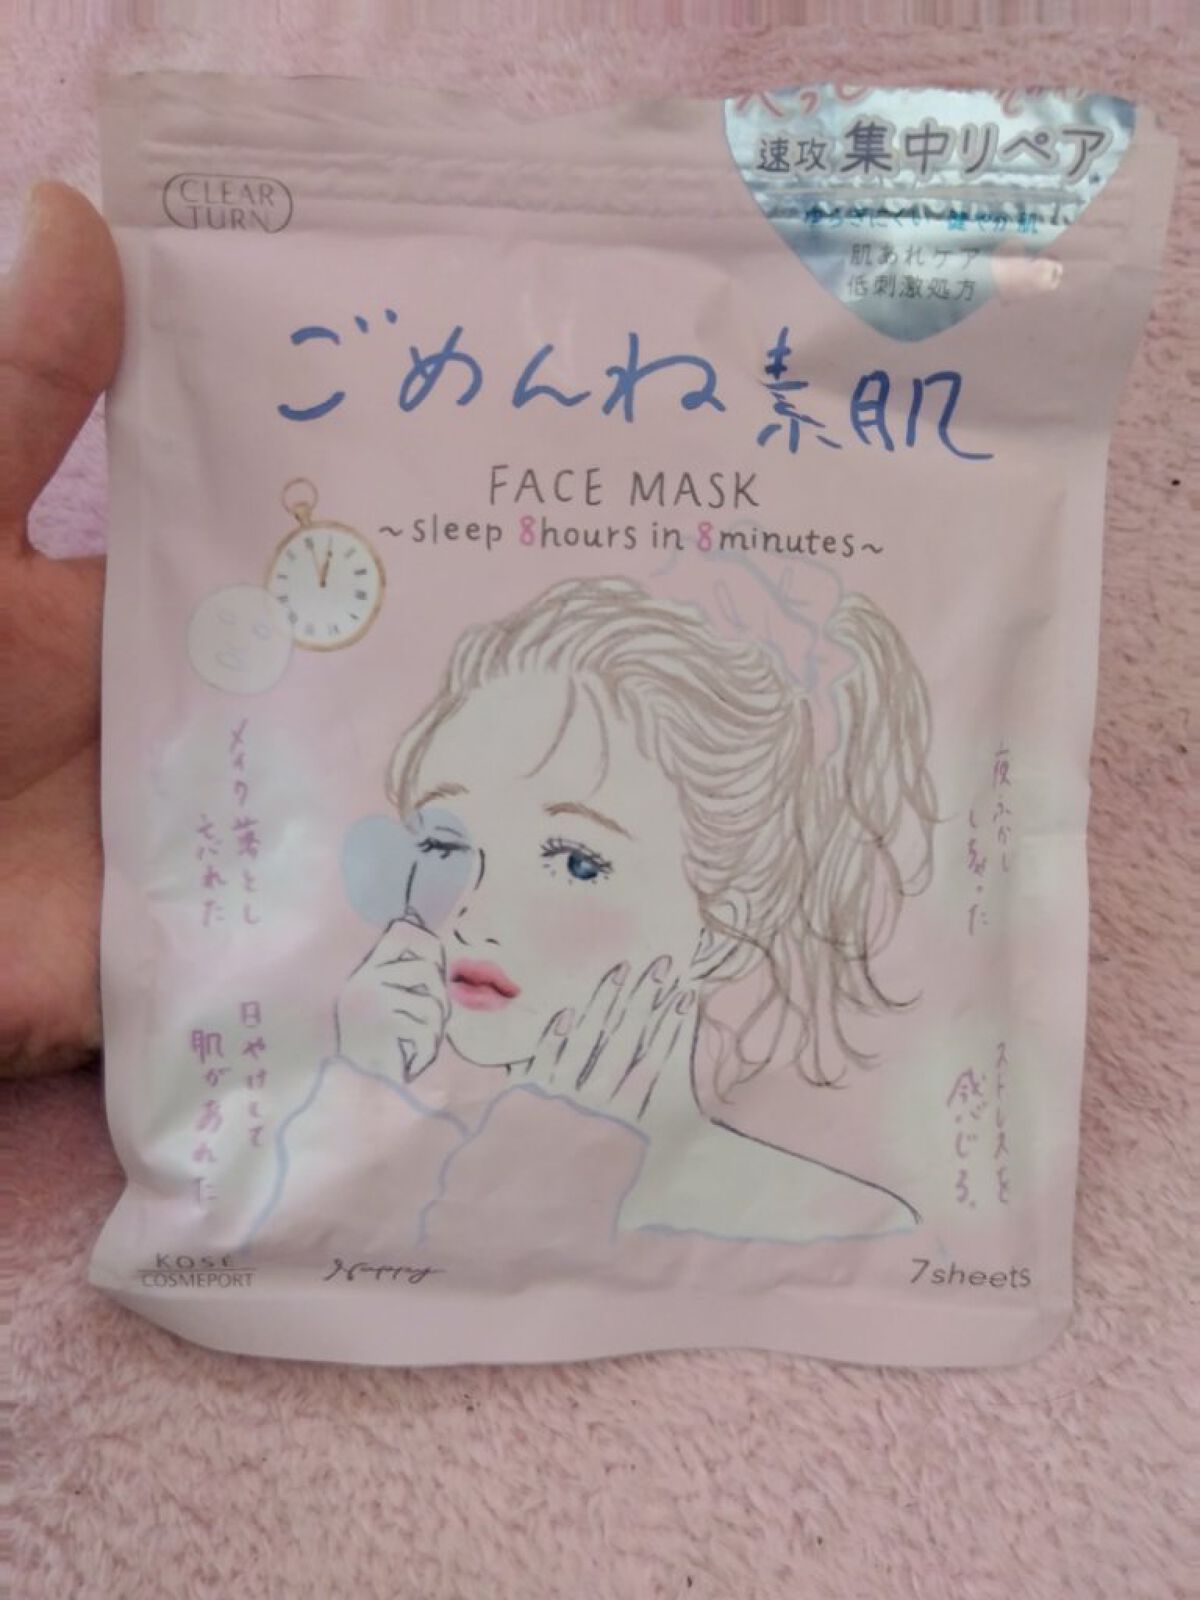 速攻 集中リペア
CLEAR
TURN
ゆらぎにくい 健やか肌
肌あれケア
低刺激処方
ごめんね素肌
FACE MASK
~sleep 8hours in 8minutes~
メイク落とし
忘れた
夜ふかし
しちゃった
日やけして
肌があれた
ストレスを
感じる。
KOSÉ
COSMEPORT
7sheets